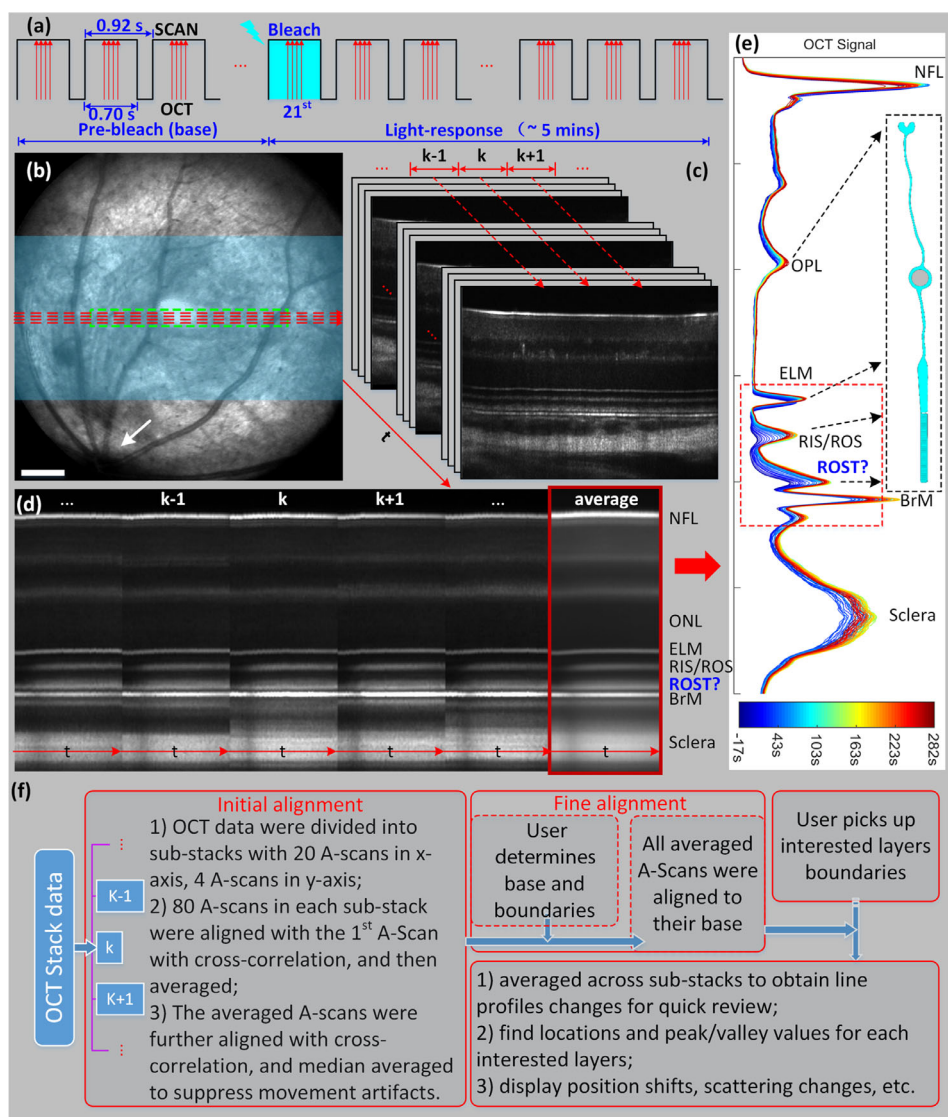 (a)
0.92 s
SCAN
Bleach
...
...
0.70 s
OCT
21st
Pre-bleach (base)
Light-response (~ 5 mins)
(b)
...
k-1
k
k+1
...
(c)
...
...
t
(d)
...
k-1
k
k+1
...
average
NFL
ONL
ELM
RIS/ROS
ROST?
BrM
Sclera
t
t
t
t
t
t
(e)
OCT Signal
NFL
OPL
ELM
RIS/ROS
ROST?
BrM
Sclera
-17s
43s
103s
163s
223s
282s
(f)
OCT Stack data
⋮
K-1
k
K+1
⋮
Initial alignment
1) OCT data were divided into
sub-stacks with 20 A-scans in x-
axis, 4 A-scans in y-axis;
2) 80 A-scans in each sub-stack
were aligned with the 1st A-Scan
with cross-correlation, and then
averaged;
3) The averaged A-scans were
further aligned with cross-
correlation, and median averaged
to suppress movement artifacts.
Fine alignment
User
determines
base and
boundaries
All averaged
A-Scans were
aligned to
their base
User picks up
interested layers
boundaries
1) averaged across sub-stacks to obtain line
profiles changes for quick review;
2) find locations and peak/valley values for each
interested layers;
3) display position shifts, scattering changes, etc.